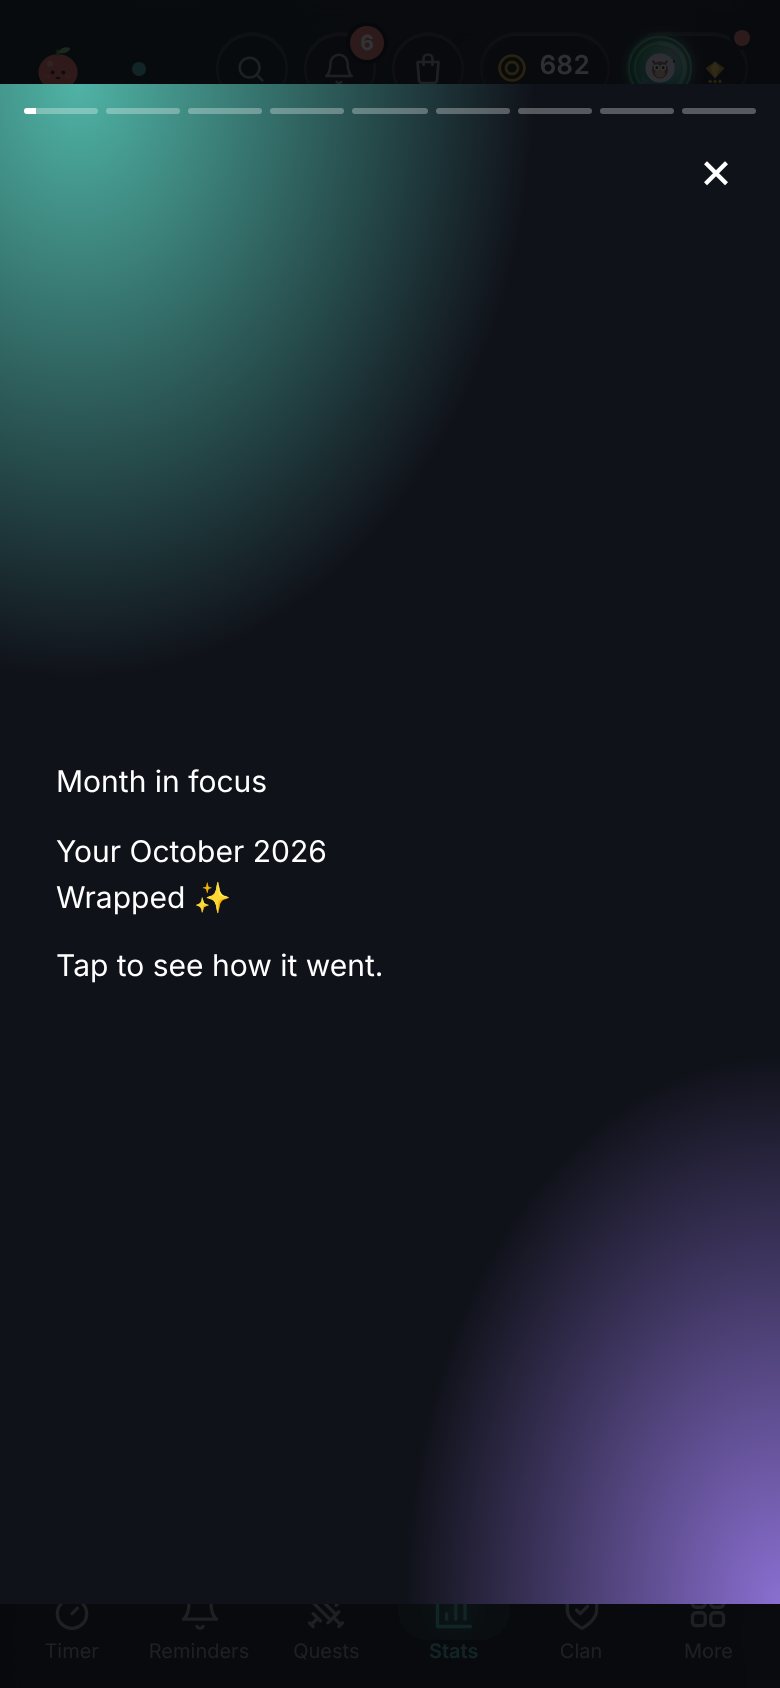 6
682
Month in focus
Your October 2026
Wrapped ✨
Tap to see how it went.
Timer
Reminders
Quests
Stats
Clan
More